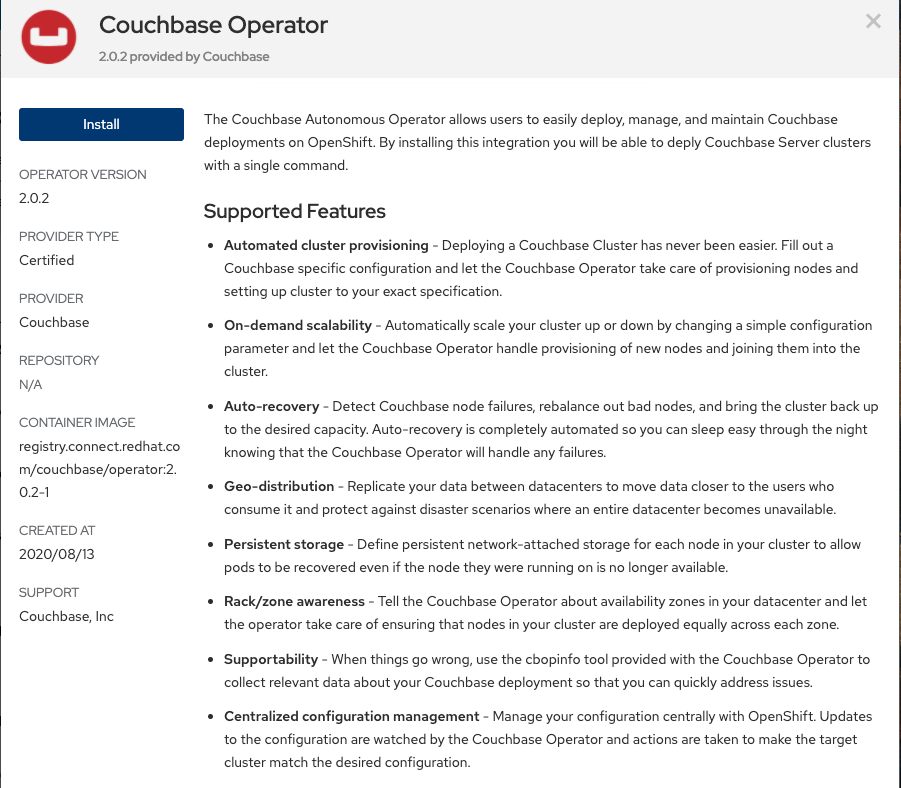 Couchbase Operator
2.0.2 provided by Couchbase
Install
OPERATOR VERSION
2.0.2
PROVIDER TYPE
Certified
PROVIDER
Couchbase
REPOSITORY
N/A
CONTAINER IMAGE
registry.connect.redhat.co
m/couchbase/operator:2.
0.2-1
CREATED AT
2020/08/13
SUPPORT
Couchbase, Inc
The Couchbase Autonomous Operator allows users to easily deploy, manage, and maintain Couchbase
deployments on OpenShift. By installing this integration you will be able to deply Couchbase Server clusters
with a single command.
Supported Features
• Automated cluster provisioning - Deploying a Couchbase Cluster has never been easier. Fill out a
Couchbase specific configuration and let the Couchbase Operator take care of provisioning nodes and
setting up cluster to your exact specification.
• On-demand scalability - Automatically scale your cluster up or down by changing a simple configuration
parameter and let the Couchbase Operator handle provisioning of new nodes and joining them into the
cluster.
• Auto-recovery - Detect Couchbase node failures, rebalance out bad nodes, and bring the cluster back up
to the desired capacity. Auto-recovery is completely automated so you can sleep easy through the night
knowing that the Couchbase Operator will handle any failures.
• Geo-distribution - Replicate your data between datacenters to move data closer to the users who
consume it and protect against disaster scenarios where an entire datacenter becomes unavailable.
• Persistent storage - Define persistent network-attached storage for each node in your cluster to allow
pods to be recovered even if the node they were running on is no longer available.
• Rack/zone awareness - Tell the Couchbase Operator about availability zones in your datacenter and let
the operator take care of ensuring that nodes in your cluster are deployed equally across each zone.
• Supportability - When things go wrong, use the cbopinfo tool provided with the Couchbase Operator to
collect relevant data about your Couchbase deployment so that you can quickly address issues.
• Centralized configuration management - Manage your configuration centrally with OpenShift. Updates
to the configuration are watched by the Couchbase Operator and actions are taken to make the target
cluster match the desired configuration.